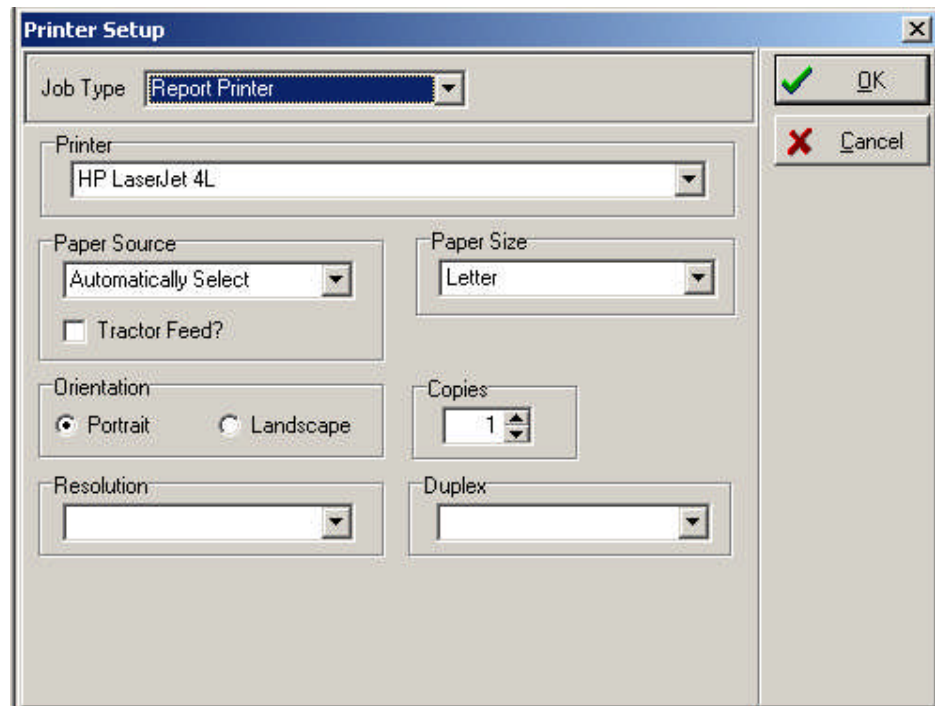 Printer Setup
Job Type Report Printer
OK
Cancel
Printer
HP LaserJet 4L
Paper Source
Automatically Select
Tractor Feed?
Paper Size
Letter
Orientation
Portrait Landscape
Copies
1
Resolution
Duplex